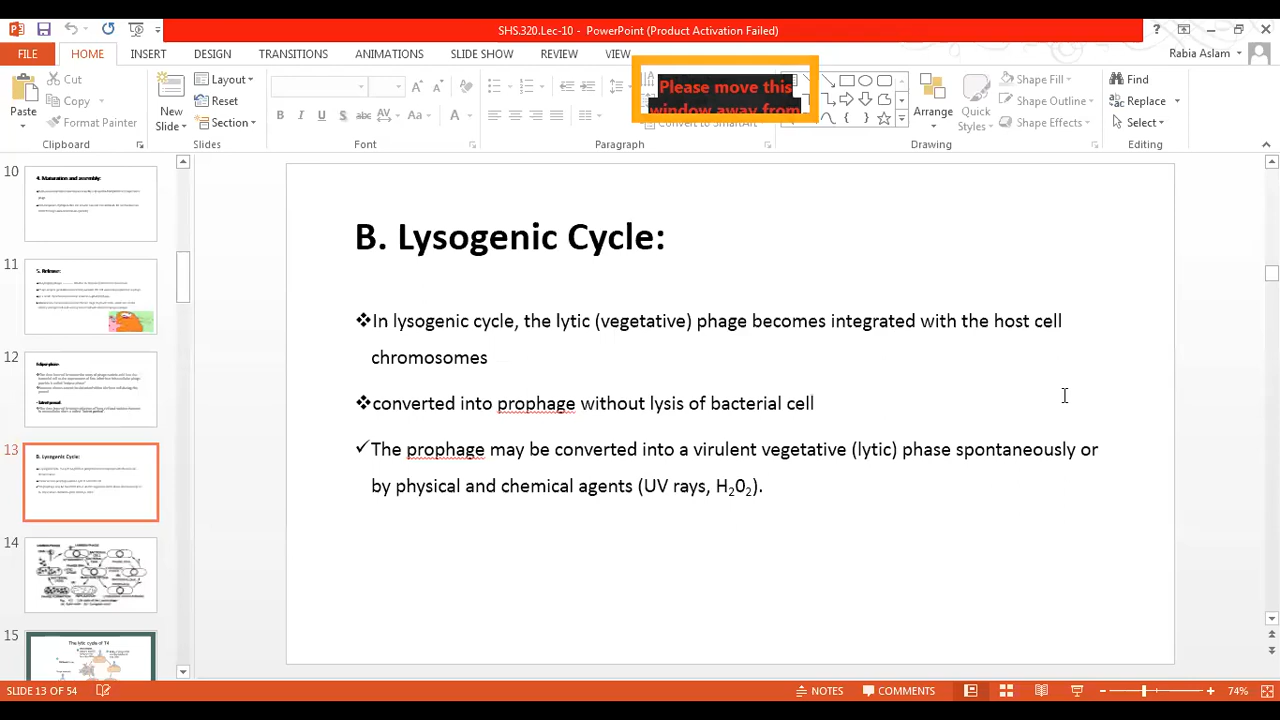 SHS.320.Lec-10 - PowerPoint (Product Activation Failed)
FILE HOME INSERT DESIGN TRANSITIONS ANIMATIONS SLIDE SHOW REVIEW VIEW Rabia Aslam
Paste
Cut
Copy
Format Painter
Clipboard
New Slide
Layout
Reset
Section
Slides
Font
Please move this
window away from
Convert to SmartArt
Paragraph
Arrange
Quick Styles
Shape Fill
Shape Outline
Shape Effects
Drawing
Find
Replace
Select
Editing
10
4. Maturation and assembly:
11
5. Release:
12
13
B. Lysogenic Cycle:
14
15
The lytic cycle of T4
B. Lysogenic Cycle:
❖In lysogenic cycle, the lytic (vegetative) phage becomes integrated with the host cell
chromosomes
❖converted into prophage without lysis of bacterial cell
✓The prophage may be converted into a virulent vegetative (lytic) phase spontaneously or
by physical and chemical agents (UV rays, H₂0₂).
SLIDE 13 OF 54 NOTES COMMENTS 74%